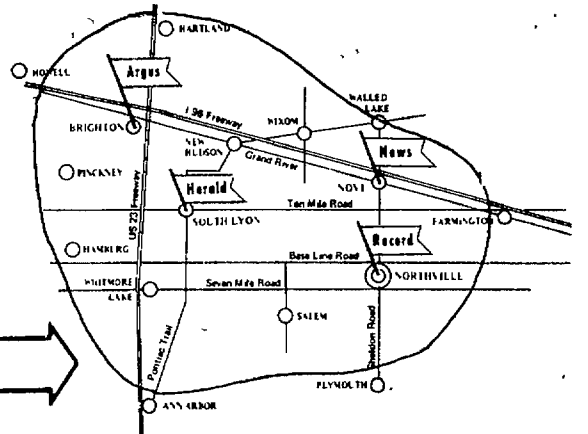 HARTLAND
HOWELL
Argus
I 96 Freeway
WALLED
LAKE
WIXOM
BRIGHTON
NEW
HUDSON
Grand River
News
PINCKNEY
NOVI
Herald
US 23 Freeway
Ten Mile Road
SOUTH LYON
FARMINGTON
HAMBURG
Record
Base Line Road
NORTHVILLE
WHITMORE
LAKE
Seven Mile Road
SALEM
Pontiac Trail
Sheldon Road
PLYMOUTH
ANN ARBOR